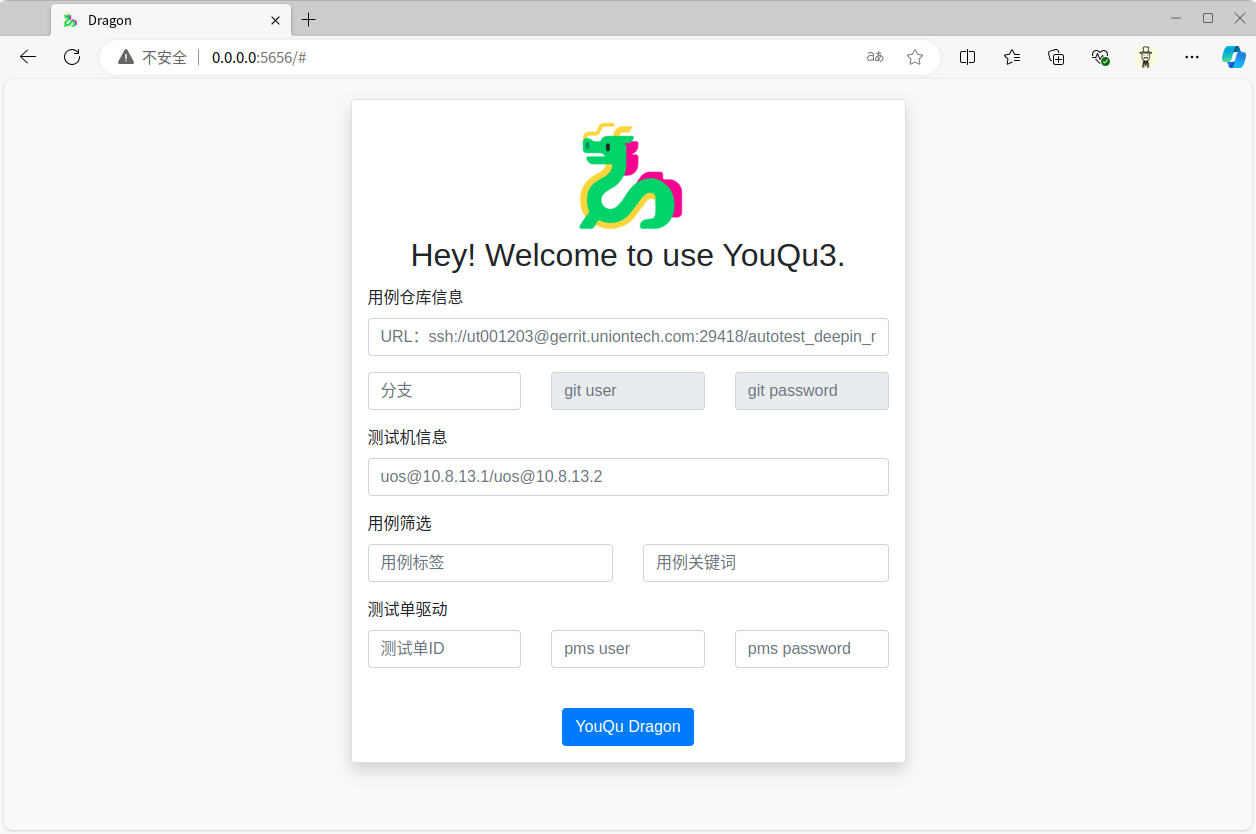 Dragon
不安全 0.0.0.0:5656/#
aあ
Hey! Welcome to use YouQu3.
用例仓库信息
URL：ssh://ut001203@gerrit.uniontech.com:29418/autotest_deepin_r
分支 git user git password
测试机信息
uos@10.8.13.1/uos@10.8.13.2
用例筛选
用例标签 用例关键词
测试单驱动
测试单ID pms user pms password
YouQu Dragon